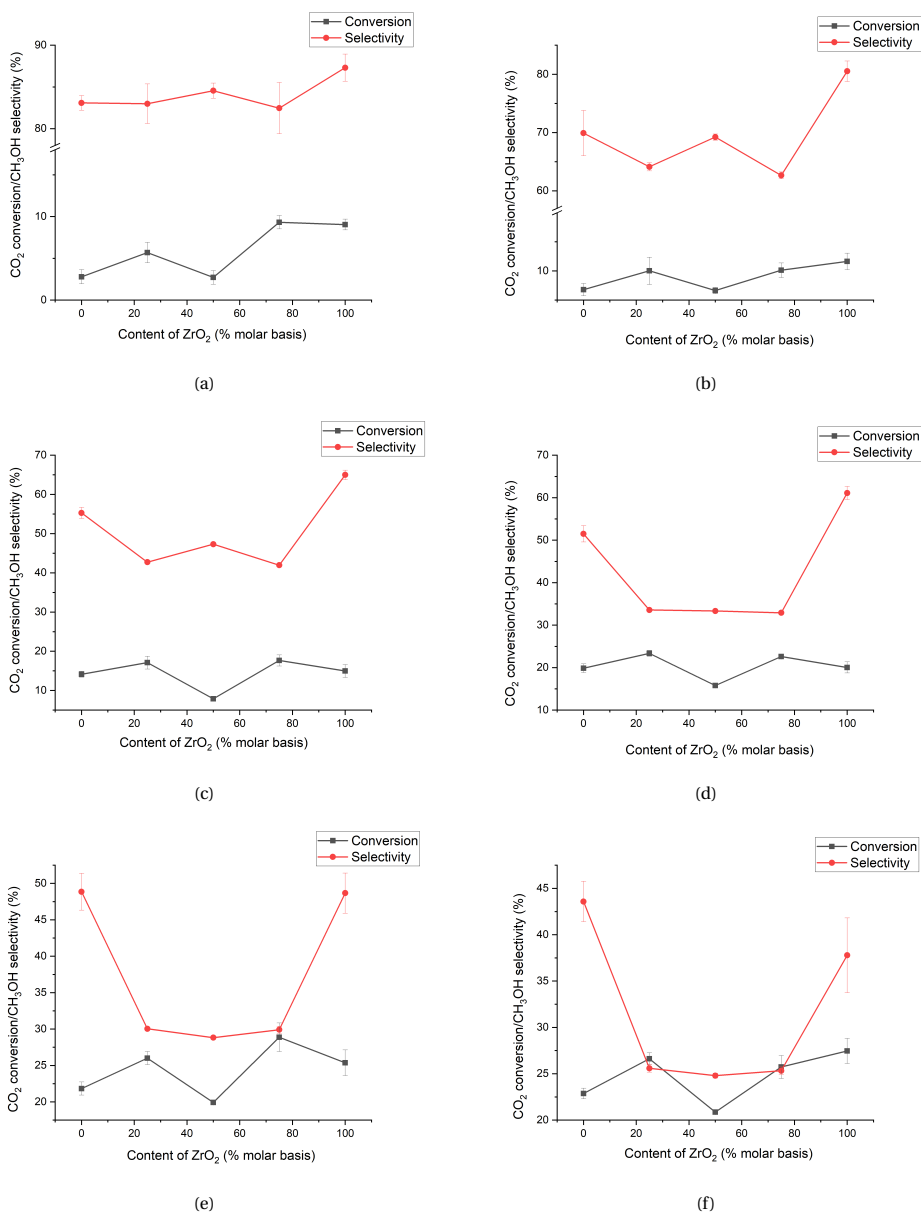 Conversion
Selectivity
CO₂ conversion/CH₃OH selectivity (%)
90
80
10
0
0 20 40 60 80 100
Content of ZrO₂ (% molar basis)
(a)
Conversion
Selectivity
CO₂ conversion/CH₃OH selectivity (%)
80
70
60
10
0 20 40 60 80 100
Content of ZrO₂ (% molar basis)
(b)
Conversion
Selectivity
CO₂ conversion/CH₃OH selectivity (%)
70
60
50
40
30
20
10
0 20 40 60 80 100
Content of ZrO₂ (% molar basis)
(c)
Conversion
Selectivity
CO₂ conversion/CH₃OH selectivity (%)
70
60
50
40
30
20
10
0 20 40 60 80 100
Content of ZrO₂ (% molar basis)
(d)
Conversion
Selectivity
CO₂ conversion/CH₃OH selectivity (%)
50
45
40
35
30
25
20
0 20 40 60 80 100
Content of ZrO₂ (% molar basis)
(e)
Conversion
Selectivity
CO₂ conversion/CH₃OH selectivity (%)
45
40
35
30
25
20
0 20 40 60 80 100
Content of ZrO₂ (% molar basis)
(f)